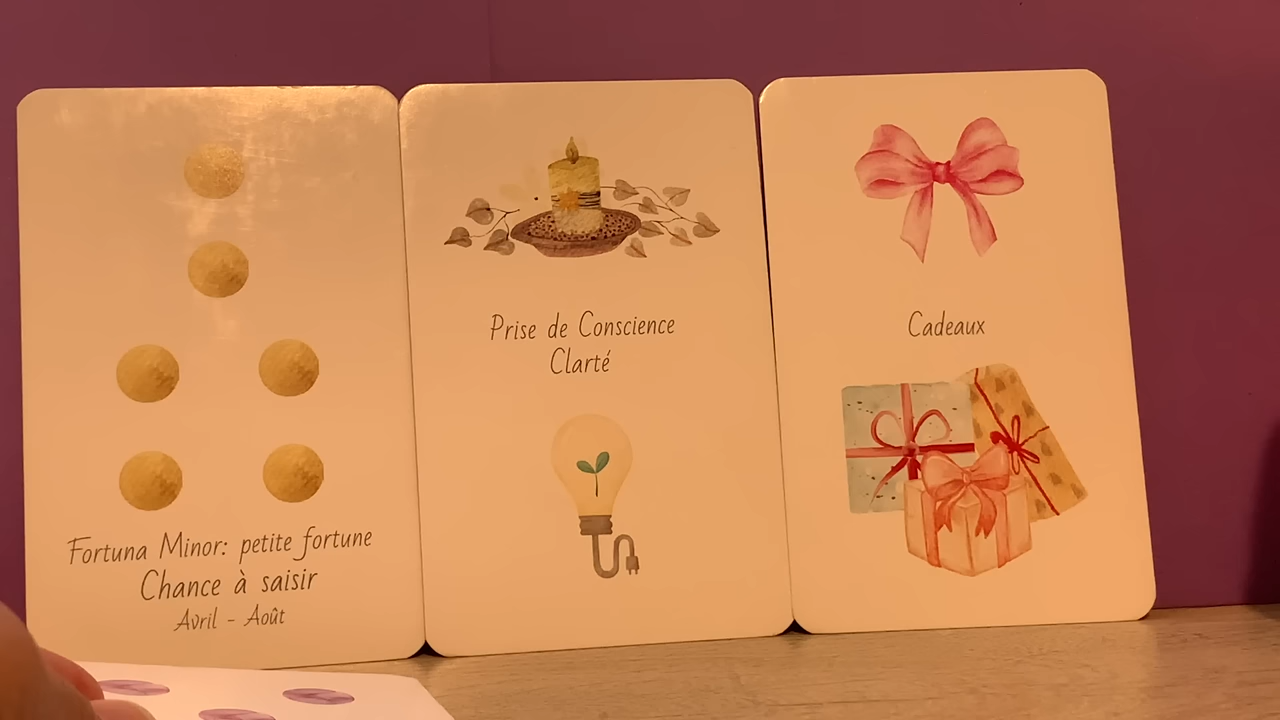 Fortuna Minor: petite fortune
Chance à saisir
Avril - Août
Prise de Conscience
Clarté
Cadeaux